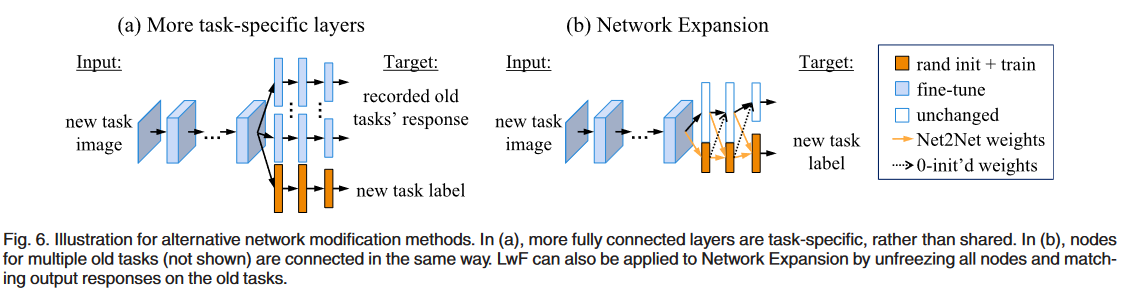 (a) More task-specific layers
Input:
Target:
new task
image
...
recorded old
tasks' response
new task label
(b) Network Expansion
Input:
Target:
new task
image
...
new task
label
rand init + train
fine-tune
unchanged
Net2Net weights
0-init'd weights
Fig. 6. Illustration for alternative network modification methods. In (a), more fully connected layers are task-specific, rather than shared. In (b), nodes
for multiple old tasks (not shown) are connected in the same way. LwF can also be applied to Network Expansion by unfreezing all nodes and match-
ing output responses on the old tasks.